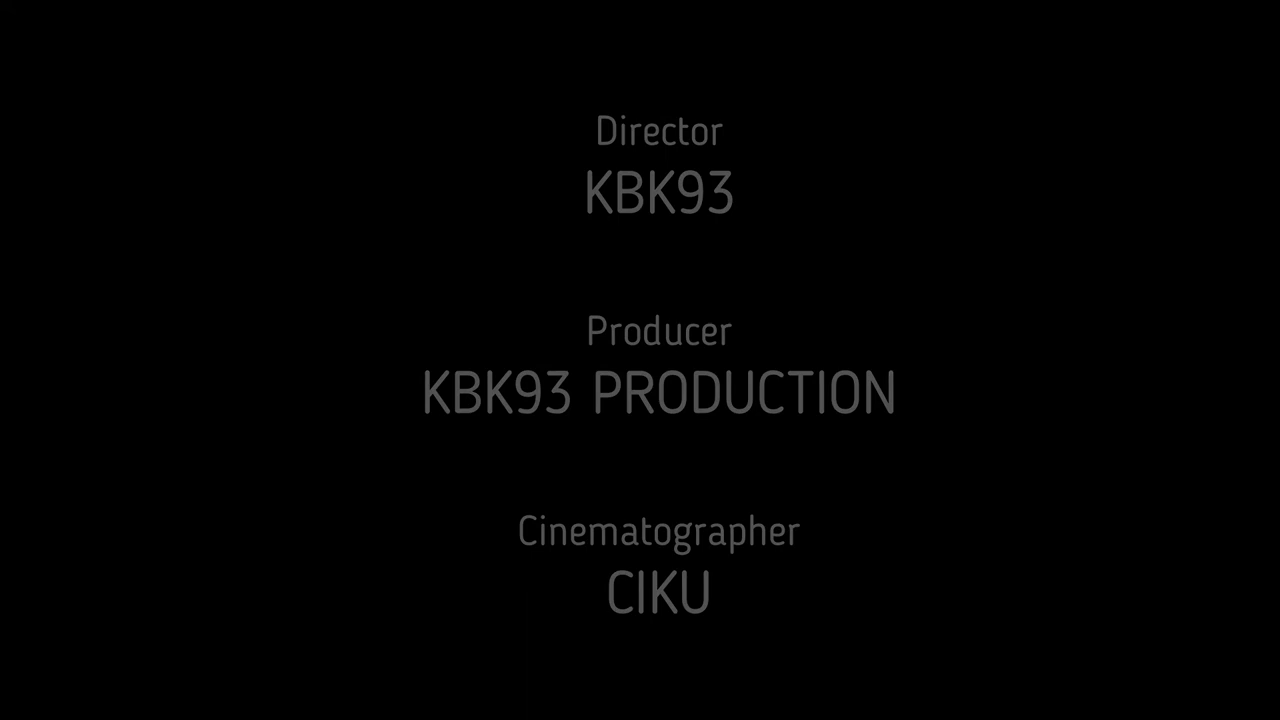 Director
KBK93
Producer
KBK93 PRODUCTION
Cinematographer
CIKU